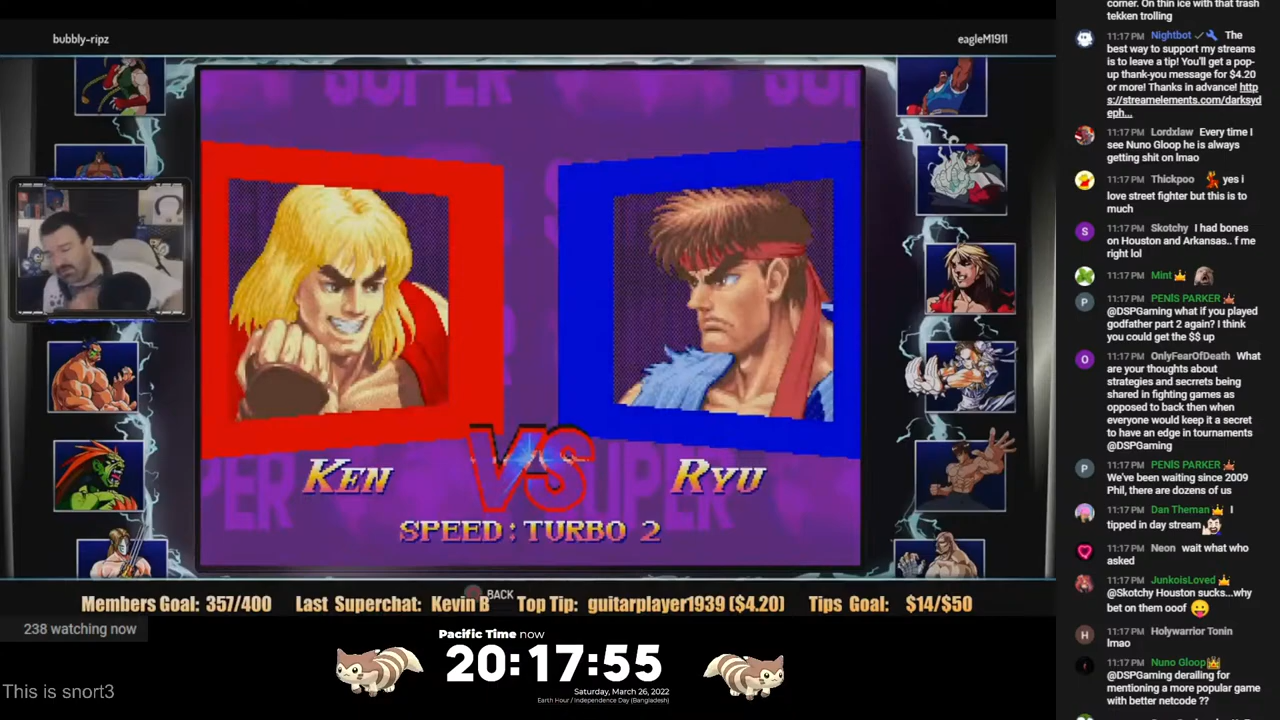 bubbly-ripz
eagleM1911
SUPER
KEN
VS
RYU
SPEED:TURBO 2
BACK
Members Goal: 357/400 Last Superchat: Kevin B Top Tip: guitarplayer1939 ($4.20) Tips Goal: $14/$50
238 watching now
Pacific Time now
20:17:55
Saturday, March 26, 2022
Earth Hour / Independence Day (Bangladesh)
This is snort3
corner. On thin ice with that trash
tekken trolling
11:17 PM Nightbot The
best way to support my streams
is to leave a tip! You'll get a pop-
up thank-you message for $4.20
or more! Thanks in advance! http
s://streamelements.com/darksyd
eph...
11:17 PM Lordxlaw Every time I
see Nuno Gloop he is always
getting shit on lmao
11:17 PM Thickpoo yes i
love street fighter but this is to
much
11:17 PM Skotchy I had bones
on Houston and Arkansas.. f me
right lol
11:17 PM Mint
11:17 PM PENİS PARKER
@DSPGaming what if you played
godfather part 2 again? I think
you could get the $$ up
11:17 PM OnlyFearOfDeath What
are your thoughts about
strategies and secrrets being
shared in fighting games as
opposed to back then when
everyone would keep it a secret
to have an edge in tournaments
@DSPGaming
11:17 PM PENİS PARKER
We've been waiting since 2009
Phil, there are dozens of us
11:17 PM Dan Theman I
tipped in day stream
11:17 PM Neon wait what who
asked
11:17 PM JunkoisLoved
@Skotchy Houston sucks...why
bet on them ooof
11:17 PM Holywarrior Tonin
lmao
11:17 PM Nuno Gloop
@DSPGaming derailing for
mentioning a more popular game
with better netcode ??